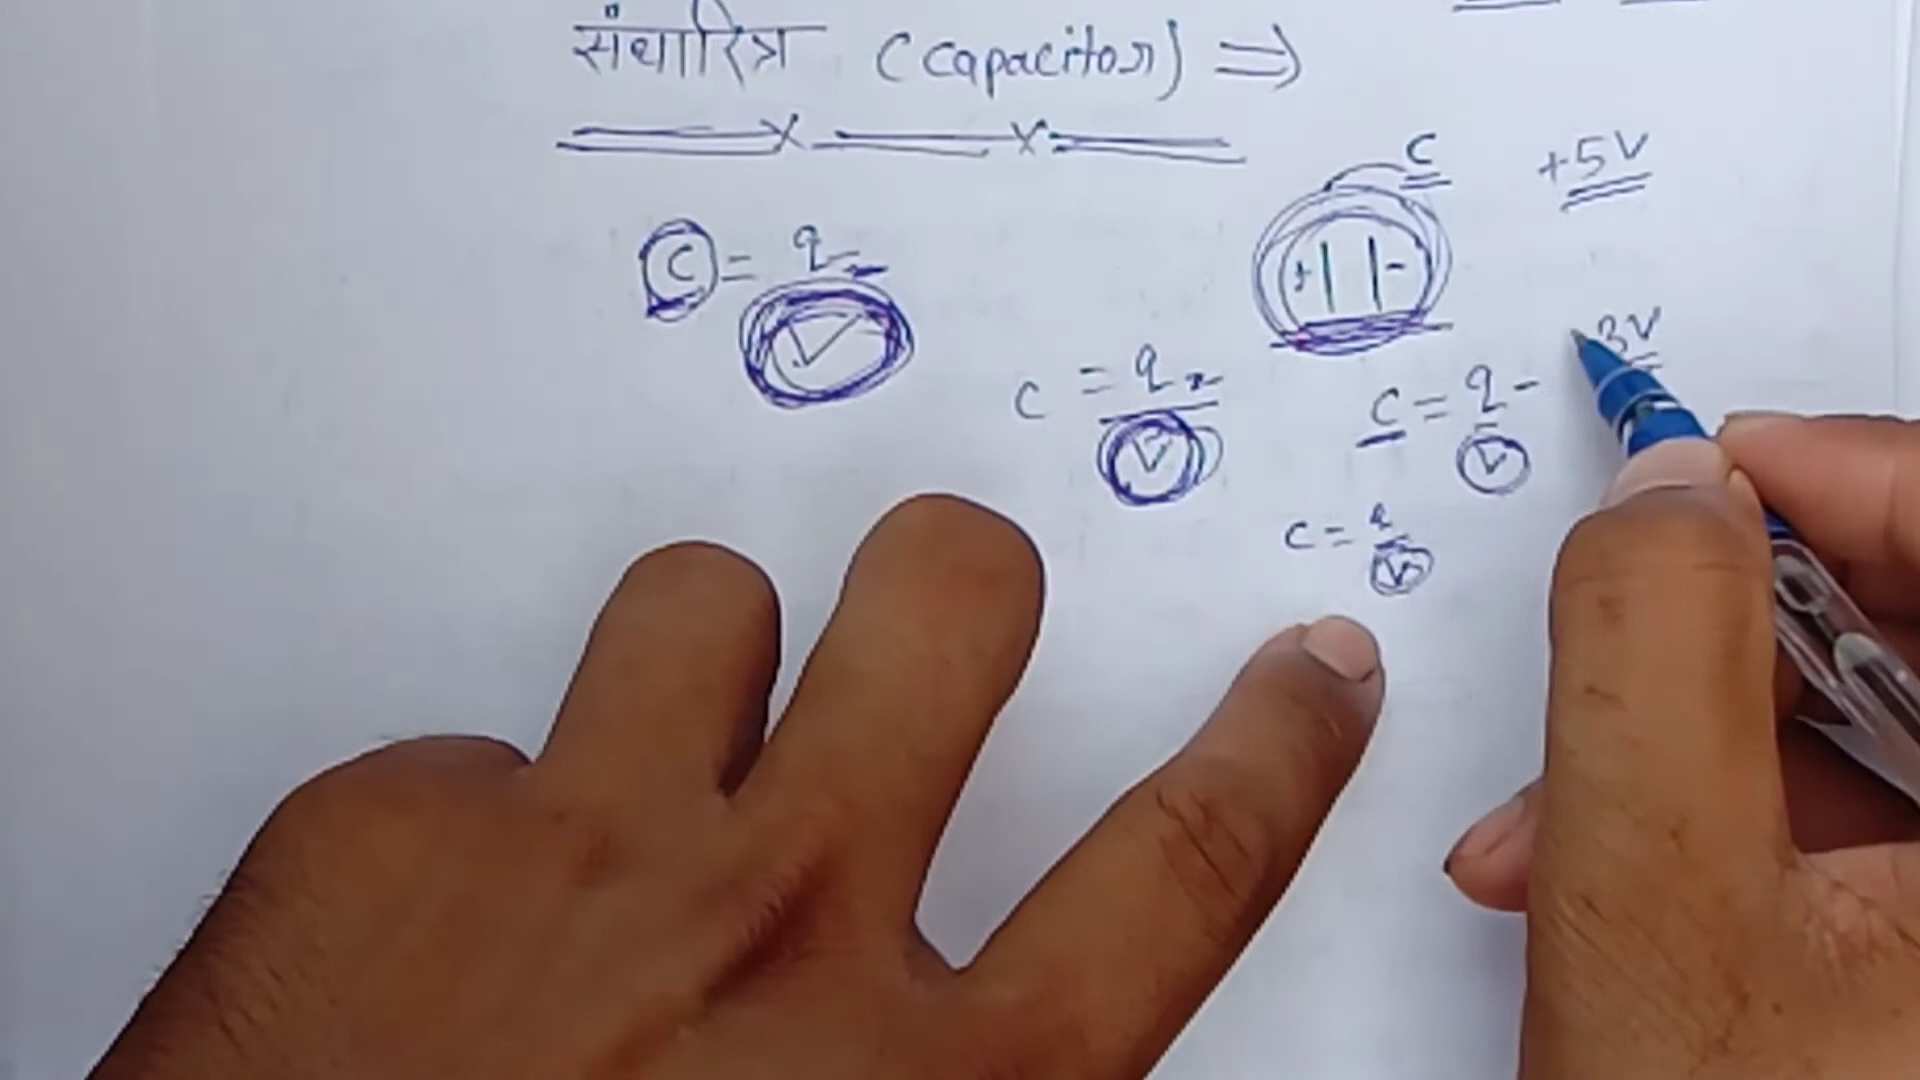 संधारित्र (Capacitor) ⇒
C
+5V
C = q
V
3V
C = q
V
C = q
V
C = q
V